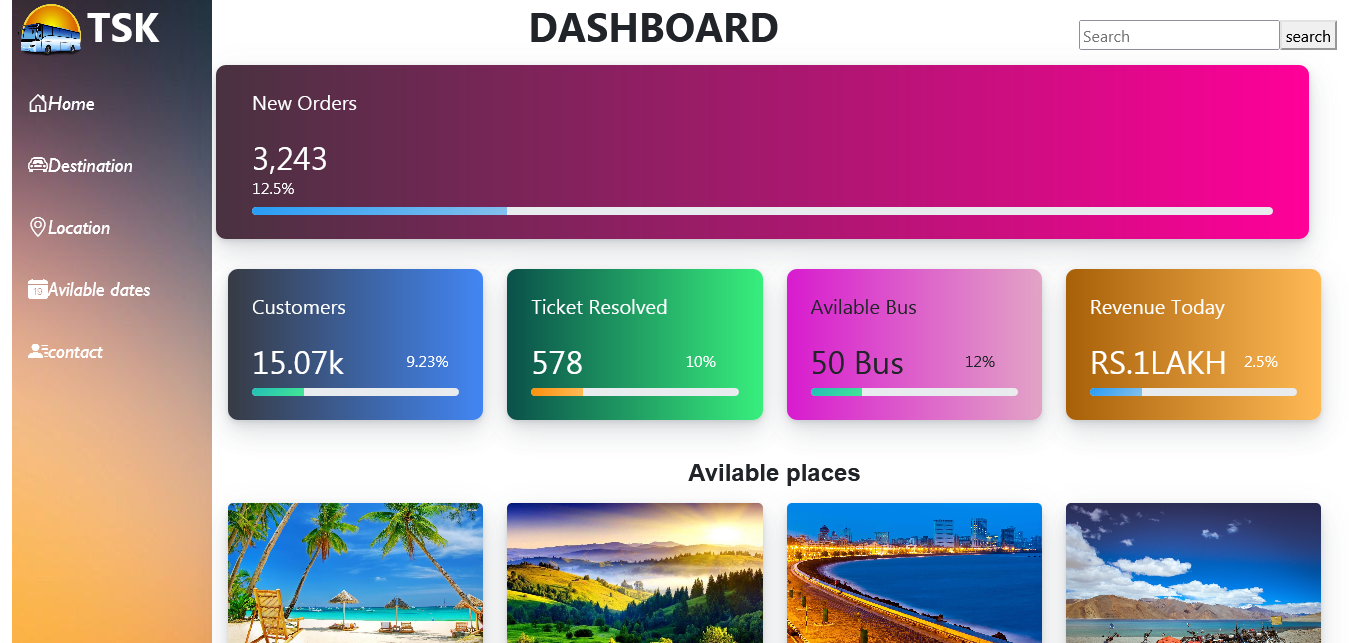 TSK
DASHBOARD
Search
search
Home
Destination
Location
19
Avilable dates
contact
New Orders
3,243
12.5%
Customers
15.07k
9.23%
Ticket Resolved
578
10%
Avilable Bus
50 Bus
12%
Revenue Today
RS.1LAKH
2.5%
Avilable places